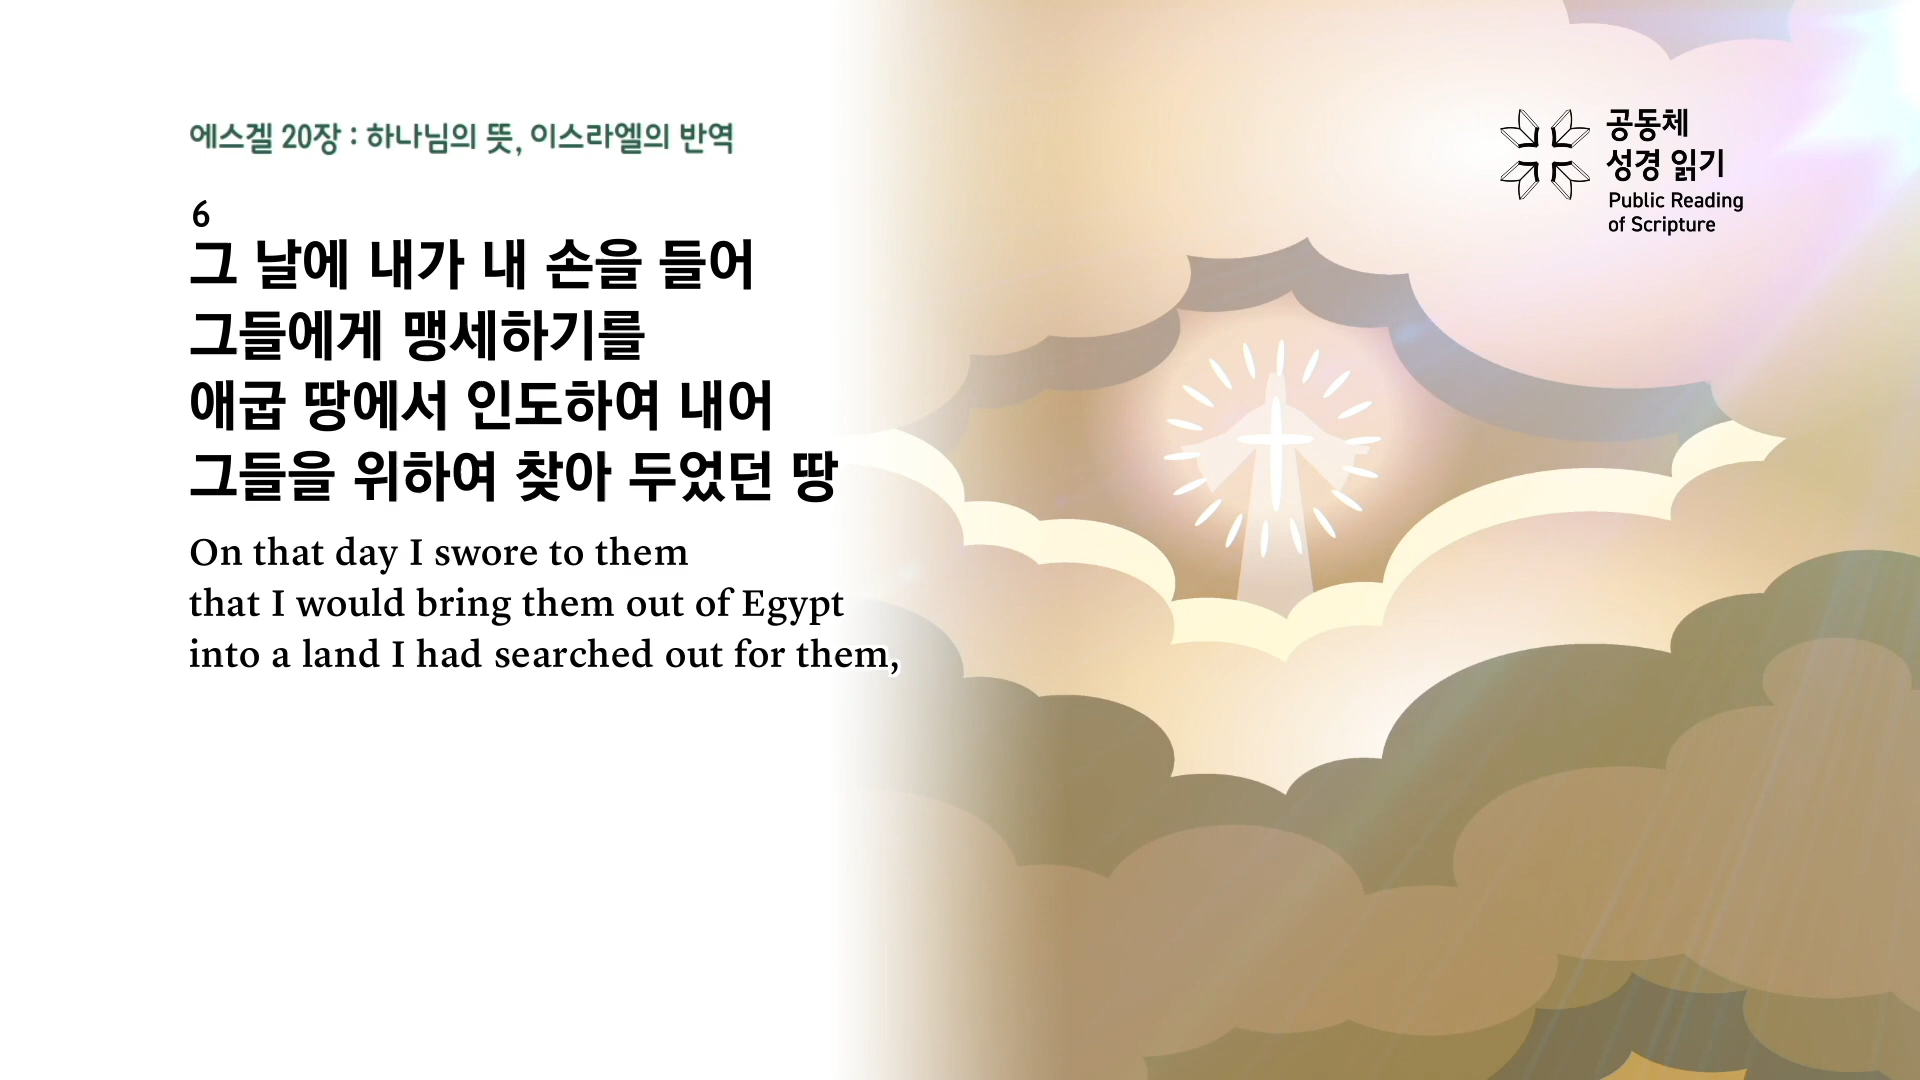 에스겔 20장 : 하나님의 뜻, 이스라엘의 반역
6
그 날에 내가 내 손을 들어
그들에게 맹세하기를
애굽 땅에서 인도하여 내어
그들을 위하여 찾아 두었던 땅
On that day I swore to them
that I would bring them out of Egypt
into a land I had searched out for them,
공동체
성경 읽기
Public Reading
of Scripture